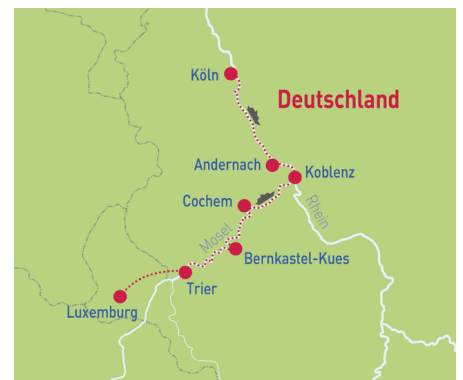 Köln
Deutschland
Andernach
Koblenz
Cochem
Rhein
Mosel
Bernkastel-Kues
Trier
Luxemburg